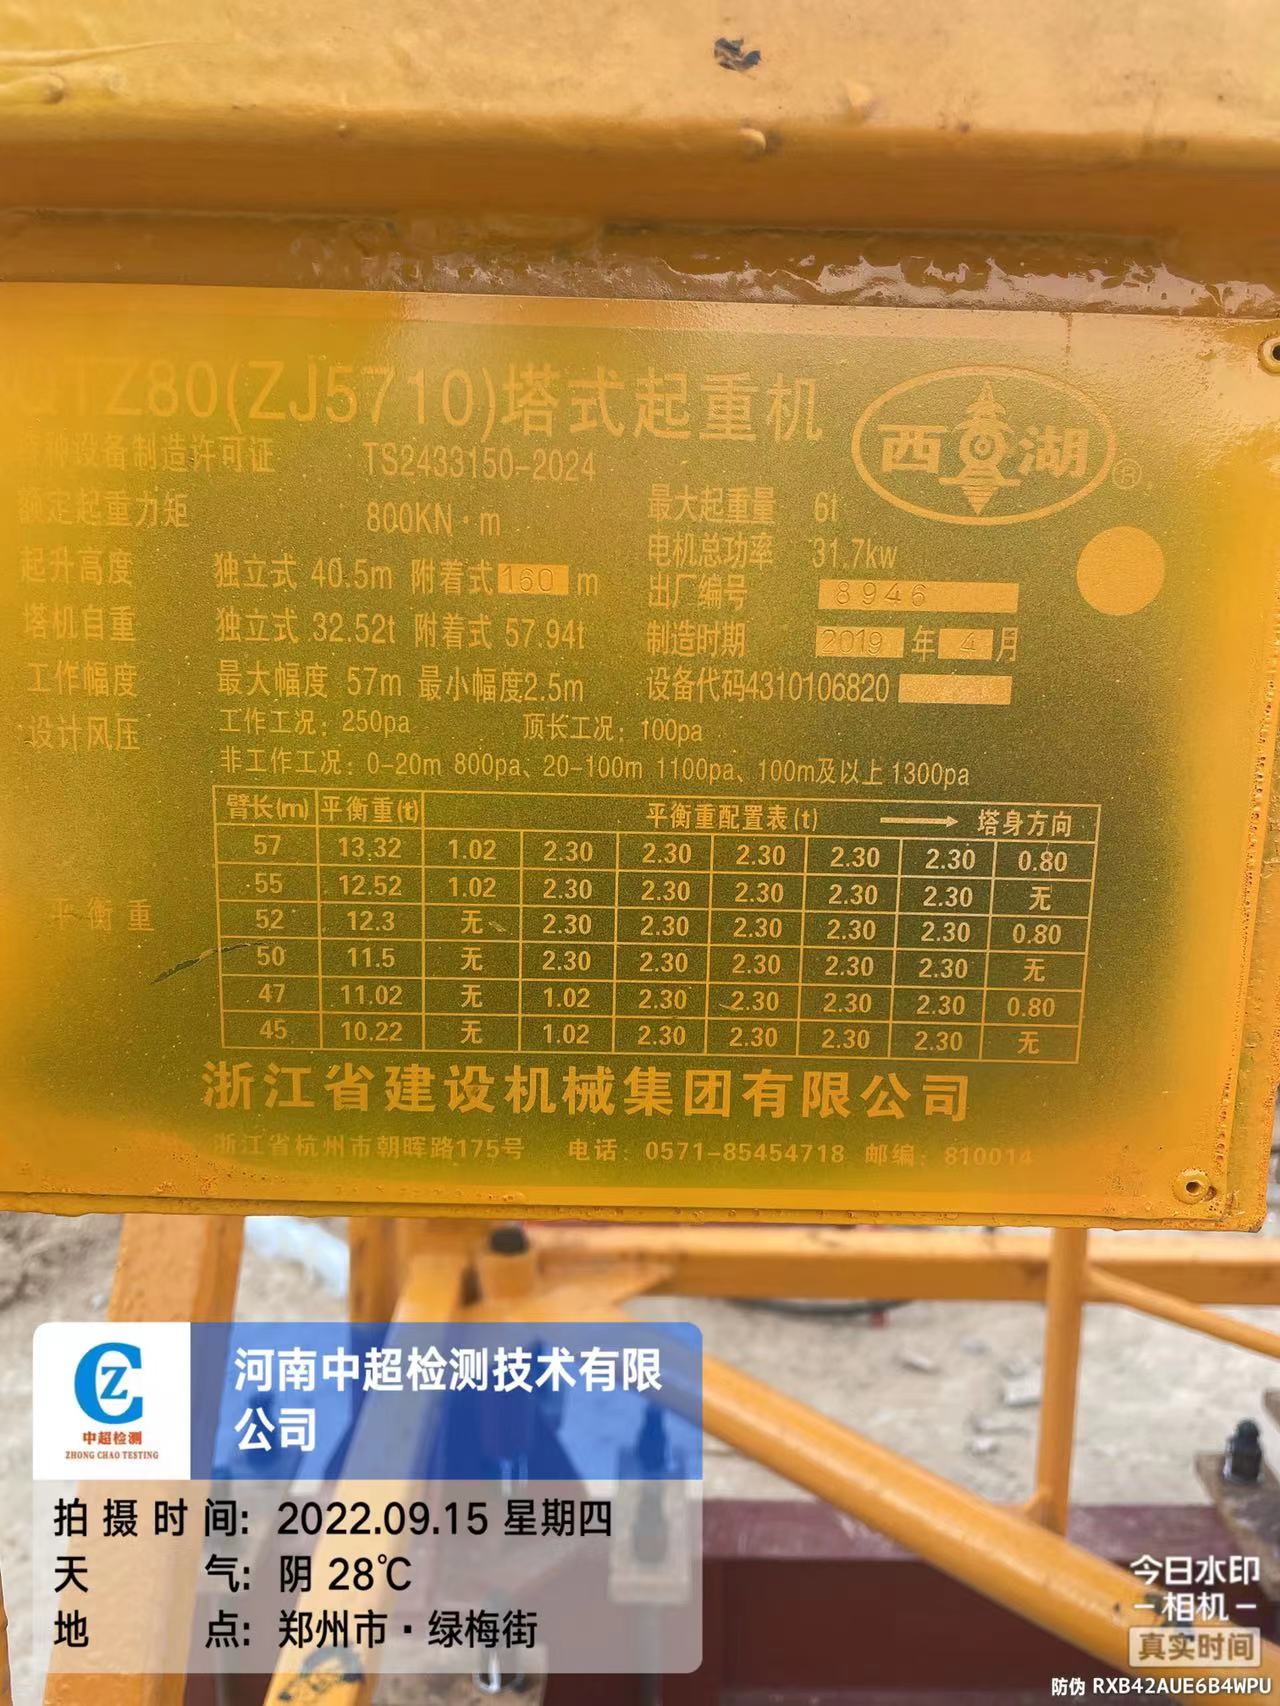 QTZ80(ZJ5710)塔式起重机
西湖
®
特种设备制造许可证 TS2433150-2024
额定起重力矩 800KN·m 最大起重量 6t
电机总功率 31.7kw
起升高度 独立式 40.5m 附着式 160 m 出厂编号 8946
塔机自重 独立式 32.52t 附着式 57.94t 制造时期 2019 年 4 月
工作幅度 最大幅度 57m 最小幅度2.5m 设备代码4310106820
设计风压 工作工况：250pa 顶长工况：100pa
非工作工况：0-20m 800pa、20-100m 1100pa、100m及以上1300pa
臂长(m) 平衡重(t) 平衡重配置表(t) 塔身方向
57 13.32 1.02 2.30 2.30 2.30 2.30 2.30 0.80
55 12.52 1.02 2.30 2.30 2.30 2.30 2.30 无
平衡重
52 12.3 无 2.30 2.30 2.30 2.30 2.30 0.80
50 11.5 无 2.30 2.30 2.30 2.30 2.30 无
47 11.02 无 1.02 2.30 2.30 2.30 2.30 0.80
45 10.22 无 1.02 2.30 2.30 2.30 2.30 无
浙江省建设机械集团有限公司
浙江省杭州市朝晖路175号 电话：0571-85454718 邮编：810014
CZ
中超检测
ZHONG CHAO TESTING
河南中超检测技术有限
公司
拍摄时间: 2022.09.15 星期四
天气: 阴 28℃
地点: 郑州市·绿梅街
今日水印
-相机-
真实时间
防伪 RXB42AUE6B4WPU